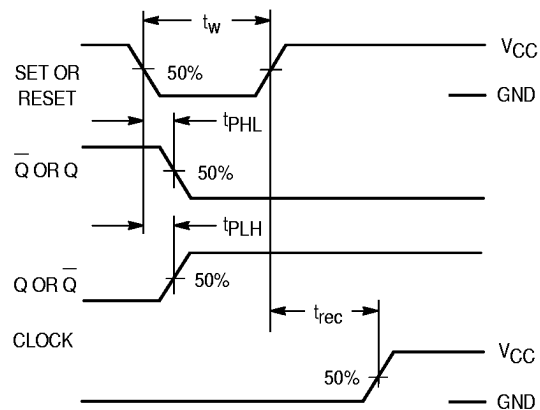 tw
VCC
SET OR
RESET
50%
GND
tPHL
Q̅ OR Q
50%
tPLH
Q OR Q̅
50%
CLOCK
trec
VCC
50%
GND